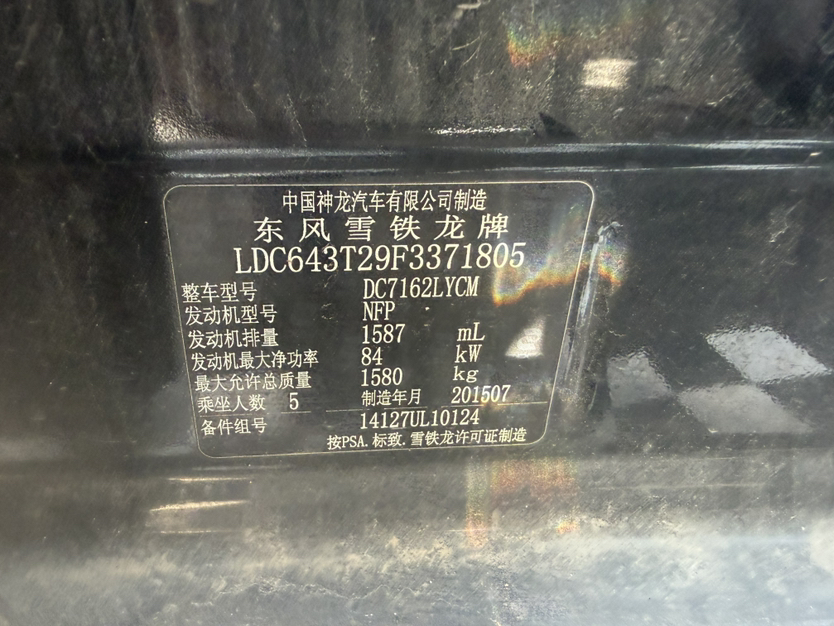 中国神龙汽车有限公司制造
东风雪铁龙牌
LDC643T29F3371805
整车型号 DC7162LYCM
发动机型号 NFP
发动机排量 1587 mL
发动机最大净功率 84 kW
最大允许总质量 1580 kg
乘坐人数 5 制造年月 201507
备件组号 14127UL10124
按PSA.标致.雪铁龙许可证制造